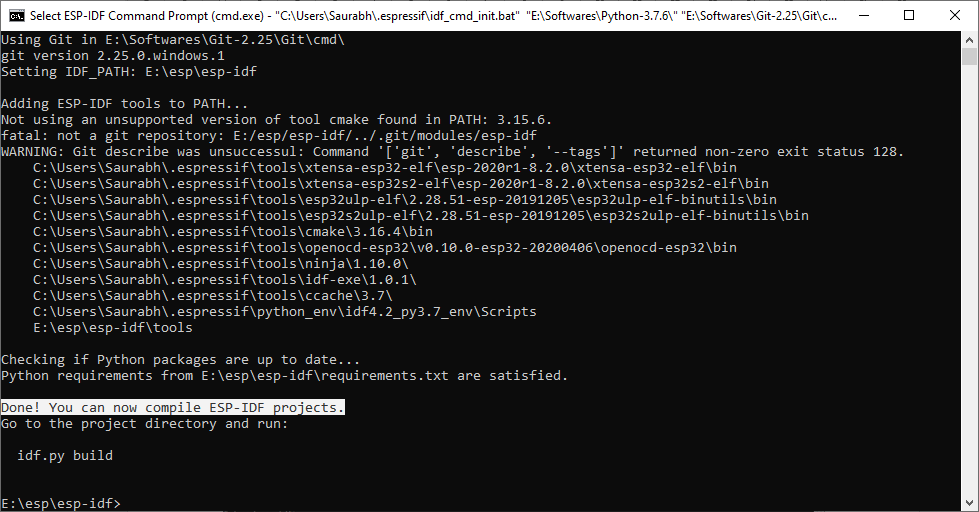 Select ESP-IDF Command Prompt (cmd.exe) - "C:\Users\Saurabh\.espressif\idf_cmd_init.bat"  "E:\Softwares\Python-3.7.6\" "E:\Softwares\Git-2.25\Git\c...
Using Git in E:\Softwares\Git-2.25\Git\cmd\
git version 2.25.0.windows.1
Setting IDF_PATH: E:\esp\esp-idf

Adding ESP-IDF tools to PATH...
Not using an unsupported version of tool cmake found in PATH: 3.15.6.
fatal: not a git repository: E:/esp/esp-idf/../.git/modules/esp-idf
WARNING: Git describe was unsuccessul: Command '['git', 'describe', '--tags']' returned non-zero exit status 128.
    C:\Users\Saurabh\.espressif\tools\xtensa-esp32-elf\esp-2020r1-8.2.0\xtensa-esp32-elf\bin
    C:\Users\Saurabh\.espressif\tools\xtensa-esp32s2-elf\esp-2020r1-8.2.0\xtensa-esp32s2-elf\bin
    C:\Users\Saurabh\.espressif\tools\esp32ulp-elf\2.28.51-esp-20191205\esp32ulp-elf-binutils\bin
    C:\Users\Saurabh\.espressif\tools\esp32s2ulp-elf\2.28.51-esp-20191205\esp32s2ulp-elf-binutils\bin
    C:\Users\Saurabh\.espressif\tools\cmake\3.16.4\bin
    C:\Users\Saurabh\.espressif\tools\openocd-esp32\v0.10.0-esp32-20200406\openocd-esp32\bin
    C:\Users\Saurabh\.espressif\tools\ninja\1.10.0\
    C:\Users\Saurabh\.espressif\tools\idf-exe\1.0.1\
    C:\Users\Saurabh\.espressif\tools\ccache\3.7\
    C:\Users\Saurabh\.espressif\python_env\idf4.2_py3.7_env\Scripts
    E:\esp\esp-idf\tools

Checking if Python packages are up to date...
Python requirements from E:\esp\esp-idf\requirements.txt are satisfied.

Done! You can now compile ESP-IDF projects.
Go to the project directory and run:

  idf.py build

E:\esp\esp-idf>